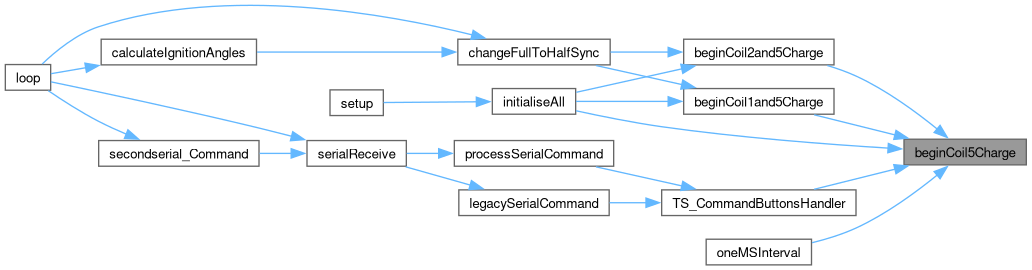 loop
calculateIgnitionAngles
changeFullToHalfSync
beginCoil2and5Charge
setup
initialiseAll
beginCoil1and5Charge
secondserial_Command
serialReceive
processSerialCommand
beginCoil5Charge
legacySerialCommand
TS_CommandButtonsHandler
oneMSInterval